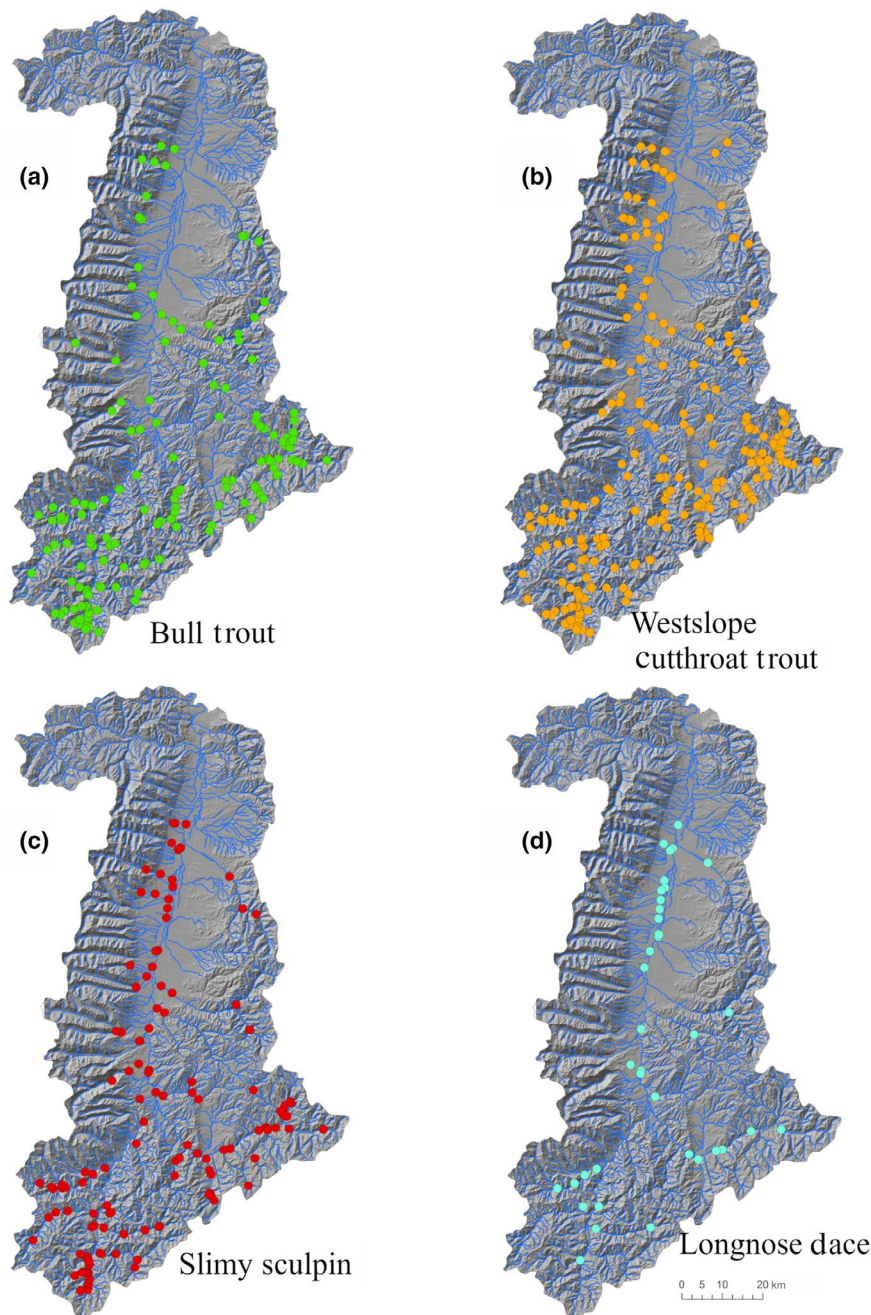 (a)
(b)
Bull trout
Westslope
cutthroat trout
(c)
(d)
Slimy sculpin
Longnose dace
0 5 10 20 km